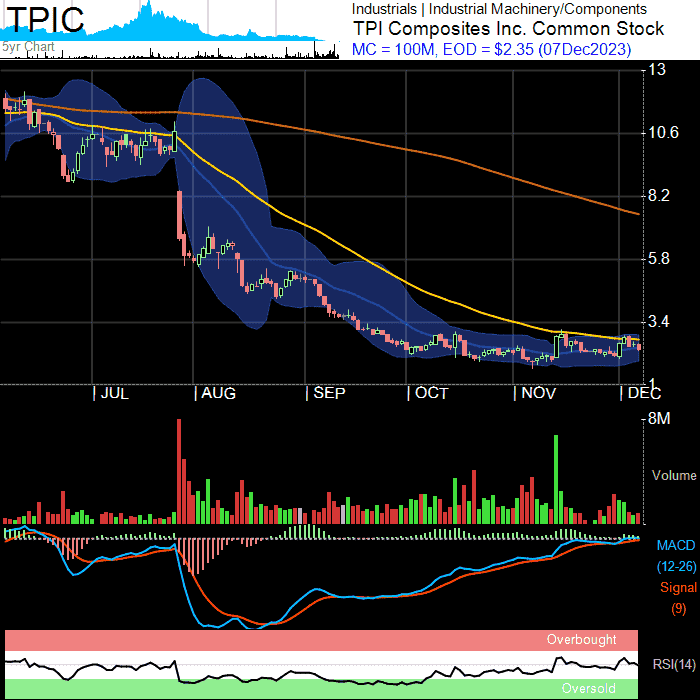 TPIC
5yr Chart
Industrials | Industrial Machinery/Components
TPI Composites Inc. Common Stock
MC = 100M, EOD = $2.35 (07Dec2023)
13
10.6
8.2
5.8
3.4
1
JUL
AUG
SEP
OCT
NOV
DEC
8M
Volume
MACD
(12-26)
Signal
(9)
Overbought
RSI(14)
Oversold